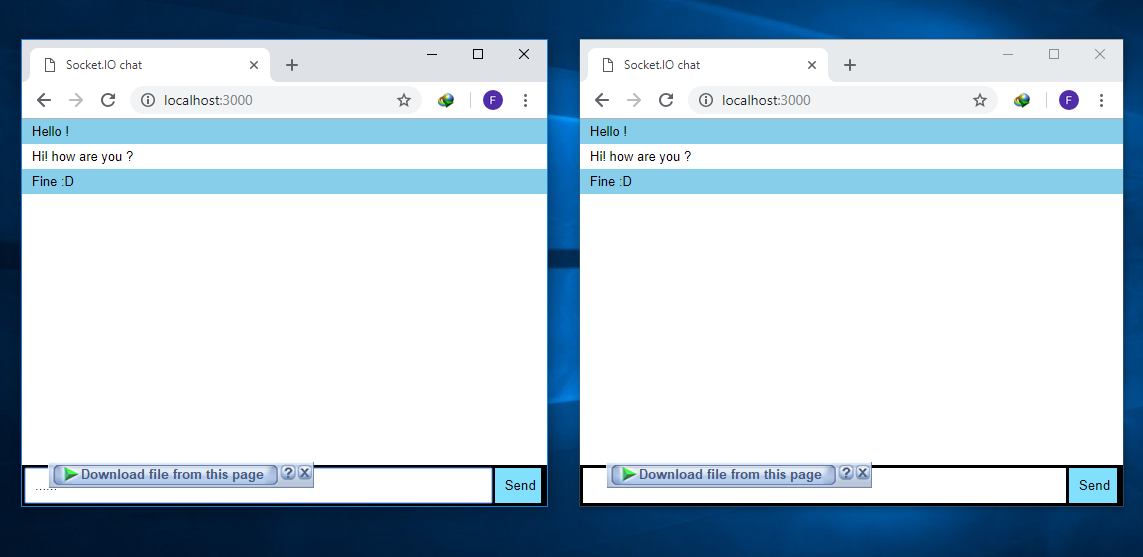 Socket.IO chat
localhost:3000
F
Hello !
Hi! how are you ?
Fine :D
Download file from this page ?
......
Send
Socket.IO chat
localhost:3000
F
Hello !
Hi! how are you ?
Fine :D
Download file from this page ?
Send